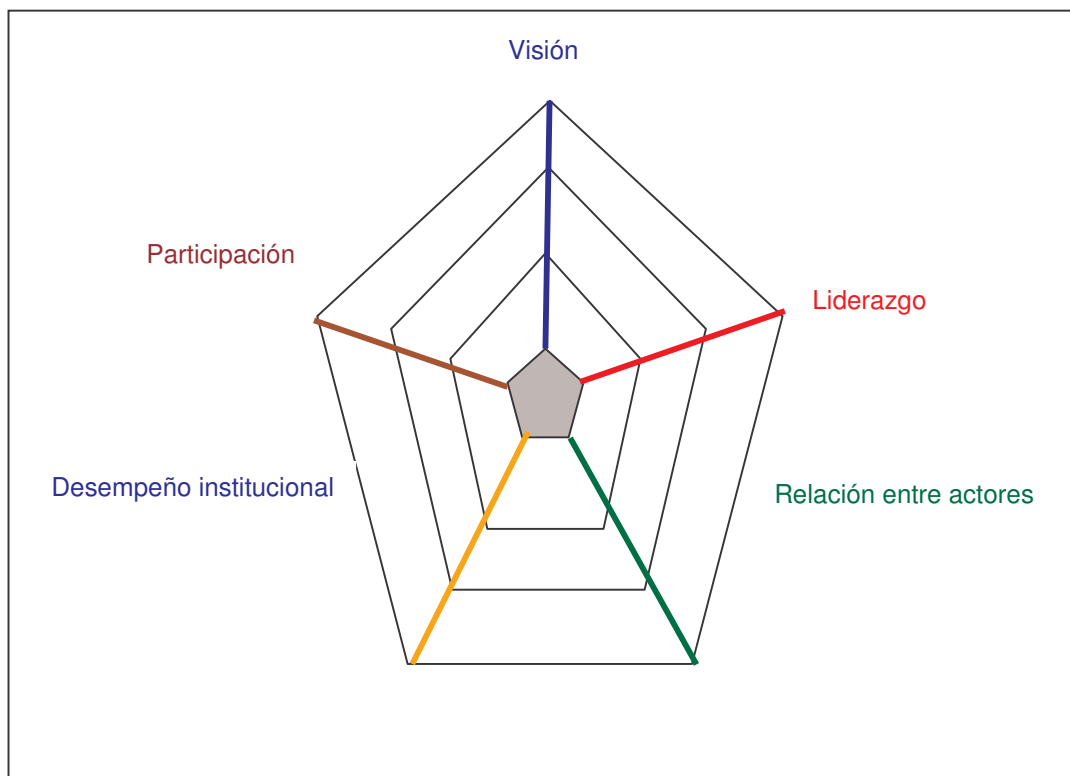 Visión
Participación
Liderazgo
Desempeño institucional
Relación entre actores